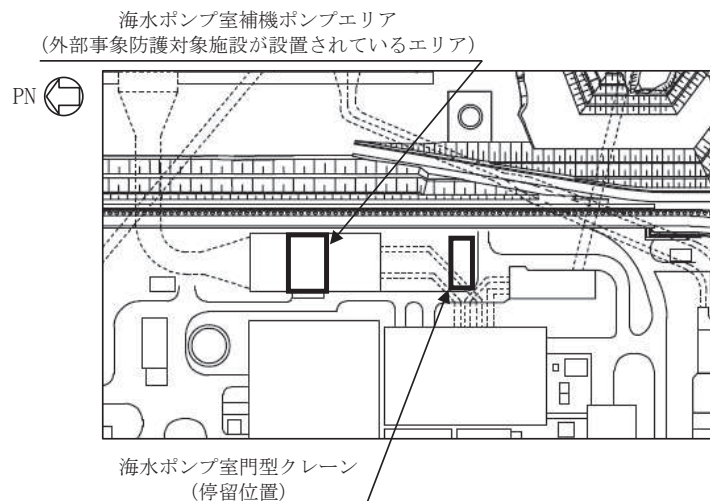 海水ポンプ室補機ポンプエリア
（外部事象防護対象施設が設置されているエリア）
PN
海水ポンプ室門型クレーン
（停留位置）